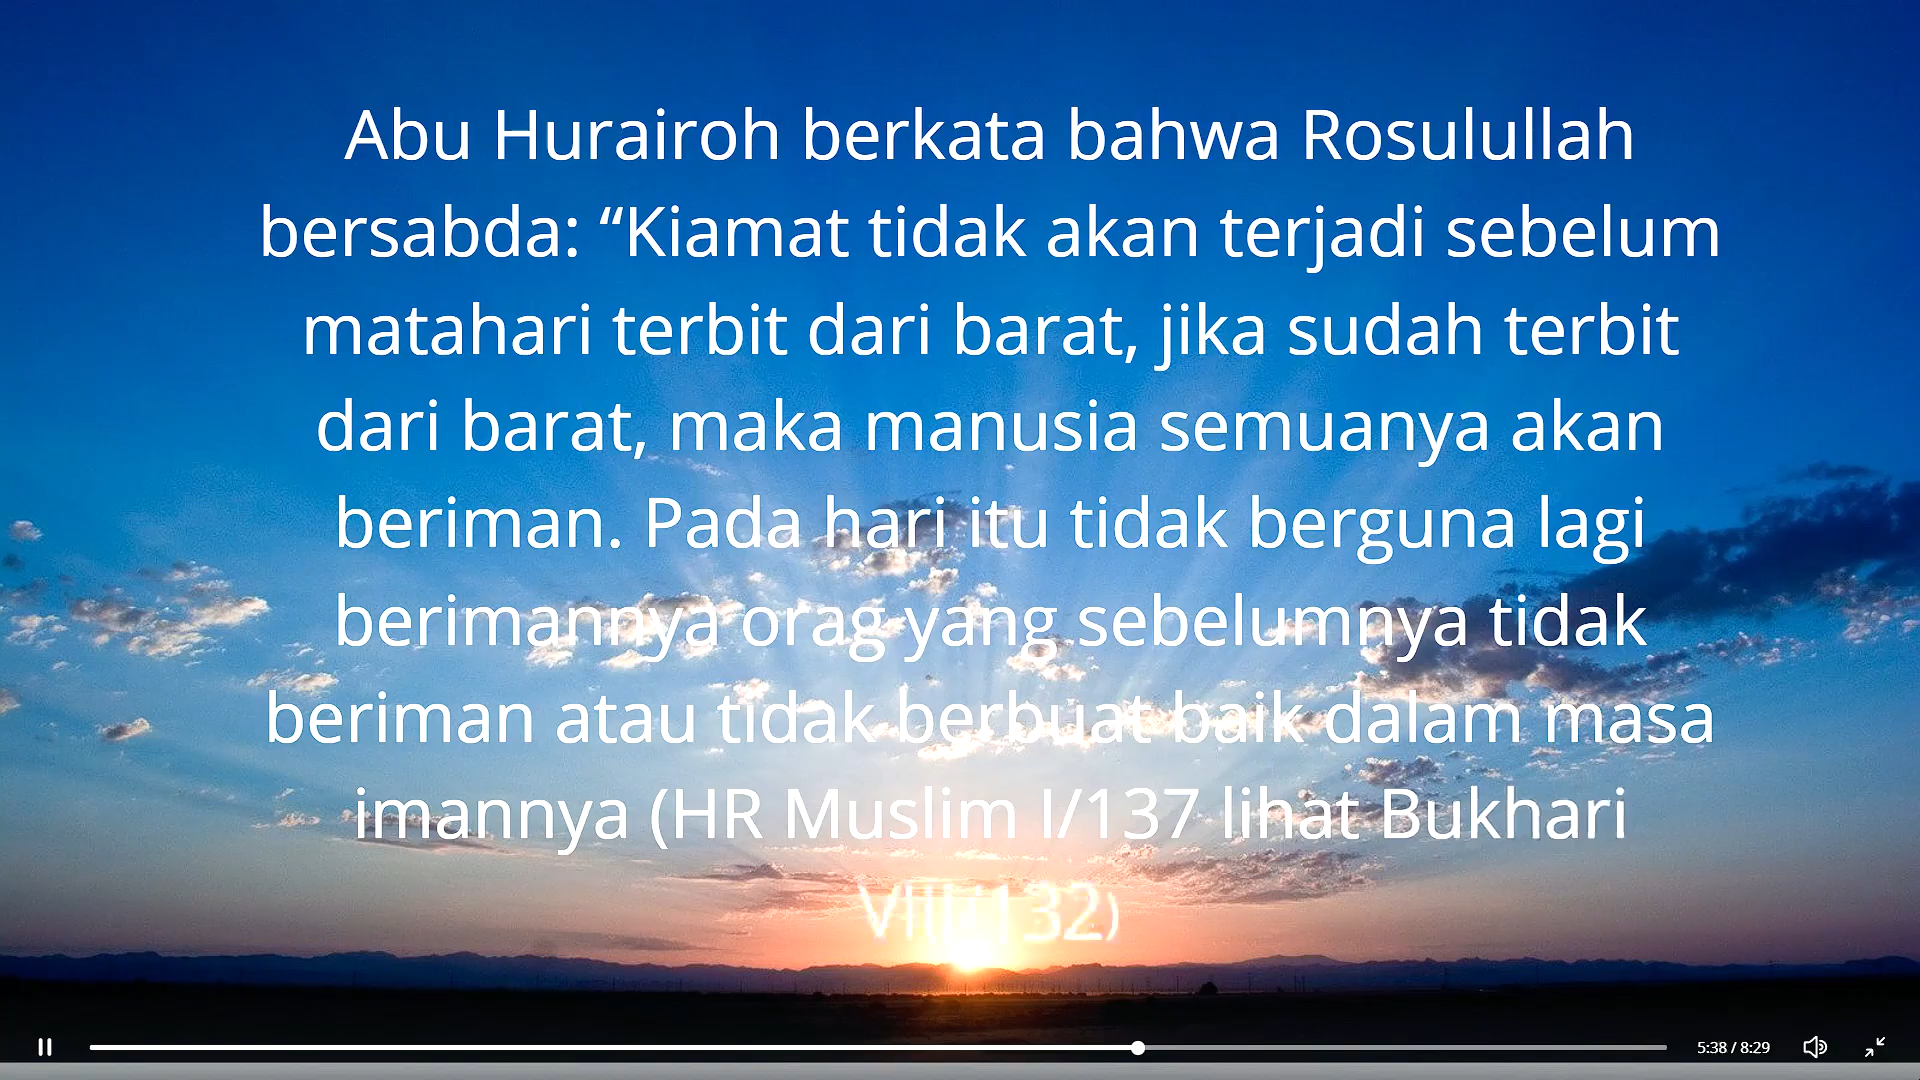 Abu Hurairoh berkata bahwa Rosulullah
bersabda: “Kiamat tidak akan terjadi sebelum
matahari terbit dari barat, jika sudah terbit
dari barat, maka manusia semuanya akan
beriman. Pada hari itu tidak berguna lagi
berimannya orag yang sebelumnya tidak
beriman atau tidak berbuat baik dalam masa
imannya (HR Muslim I/137 lihat Bukhari
132)
5:38 / 8:29